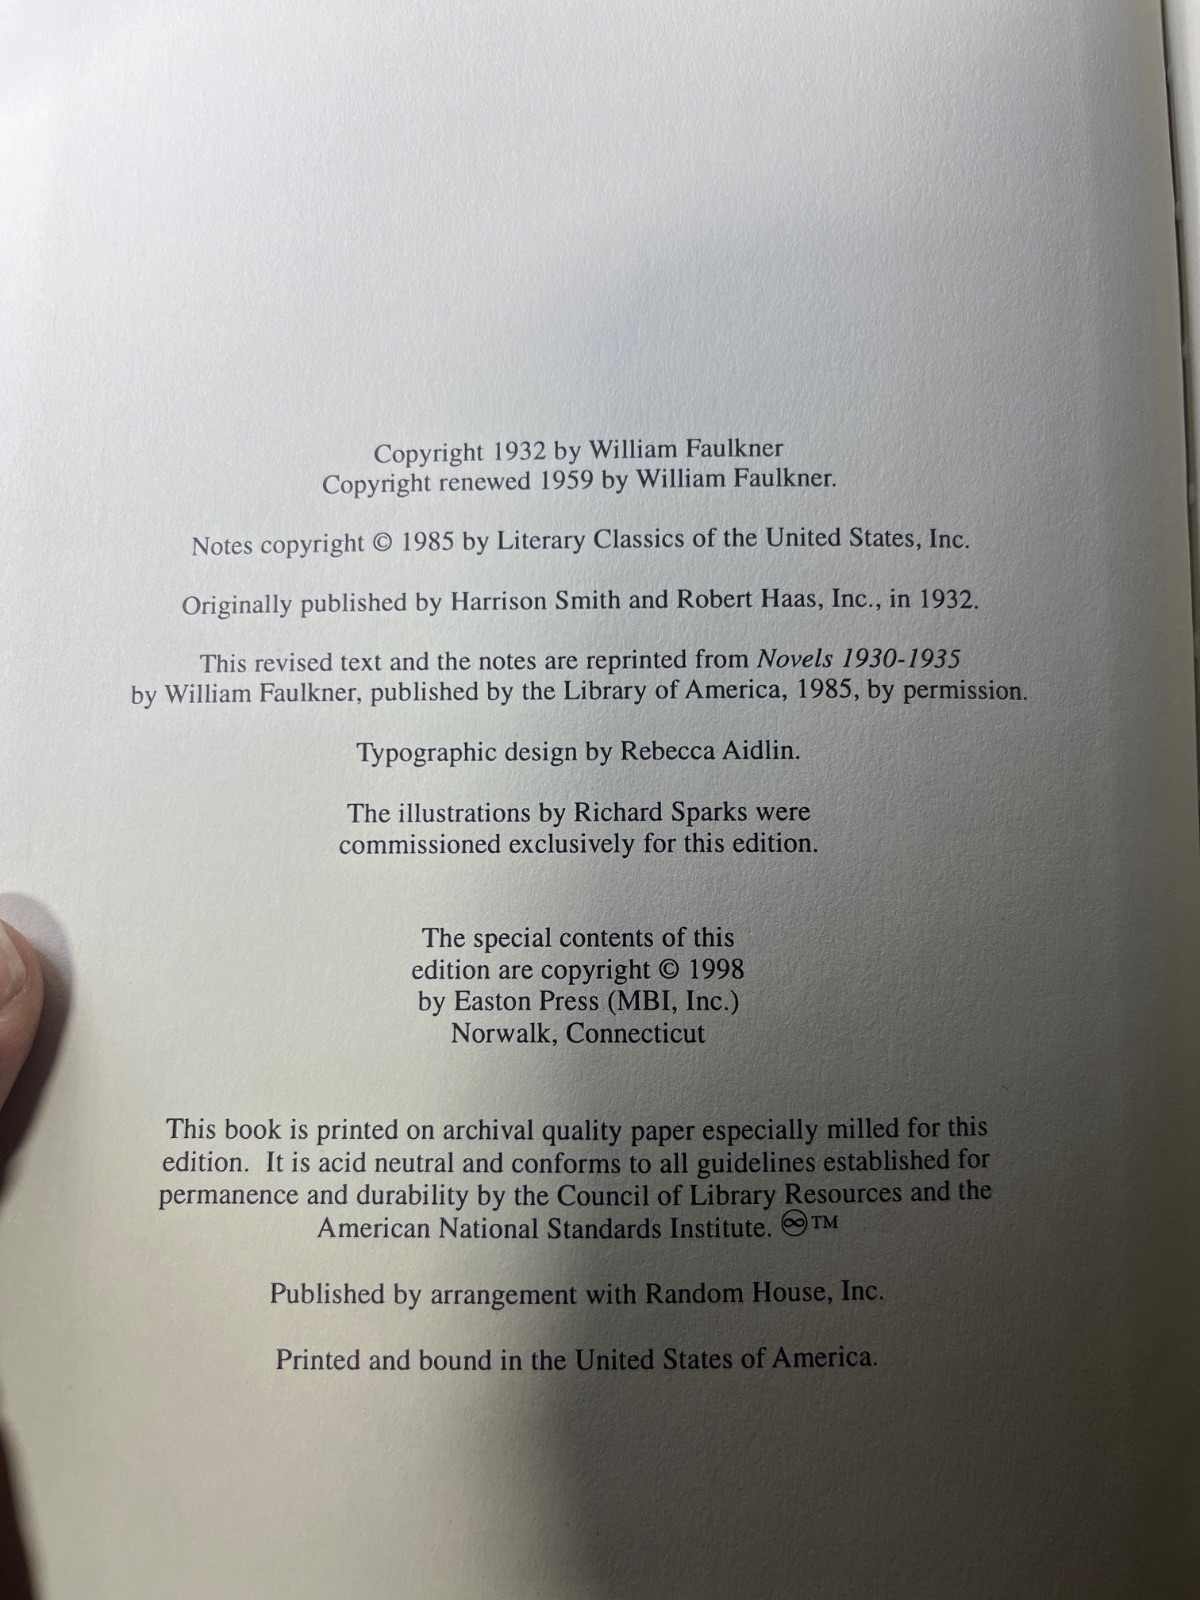 Copyright 1932 by William Faulkner
Copyright renewed 1959 by William Faulkner.
Notes copyright © 1985 by Literary Classics of the United States, Inc.
Originally published by Harrison Smith and Robert Haas, Inc., in 1932.
This revised text and the notes are reprinted from Novels 1930-1935
by William Faulkner, published by the Library of America, 1985, by permission.
Typographic design by Rebecca Aidlin.
The illustrations by Richard Sparks were
commissioned exclusively for this edition.
The special contents of this
edition are copyright © 1998
by Easton Press (MBI, Inc.)
Norwalk, Connecticut
This book is printed on archival quality paper especially milled for this
edition. It is acid neutral and conforms to all guidelines established for
permanence and durability by the Council of Library Resources and the
American National Standards Institute. ♾™
Published by arrangement with Random House, Inc.
Printed and bound in the United States of America.